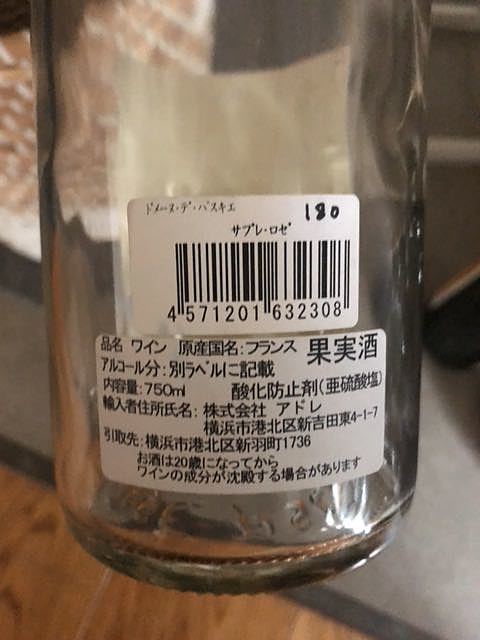 ドメーヌ・デ・パスキエ
180
サブレ・ロゼ
4 571201 632308
品名 ワイン 原産国名:フランス 果実酒
アルコール分:別ラベルに記載
内容量:750ml 酸化防止剤(亜硫酸塩)
輸入者住所氏名: 株式会社 アドレ
横浜市港北区新吉田東4-1-7
引取先:横浜市港北区新羽町1736
お酒は20歳になってから
ワインの成分が沈殿する場合があります